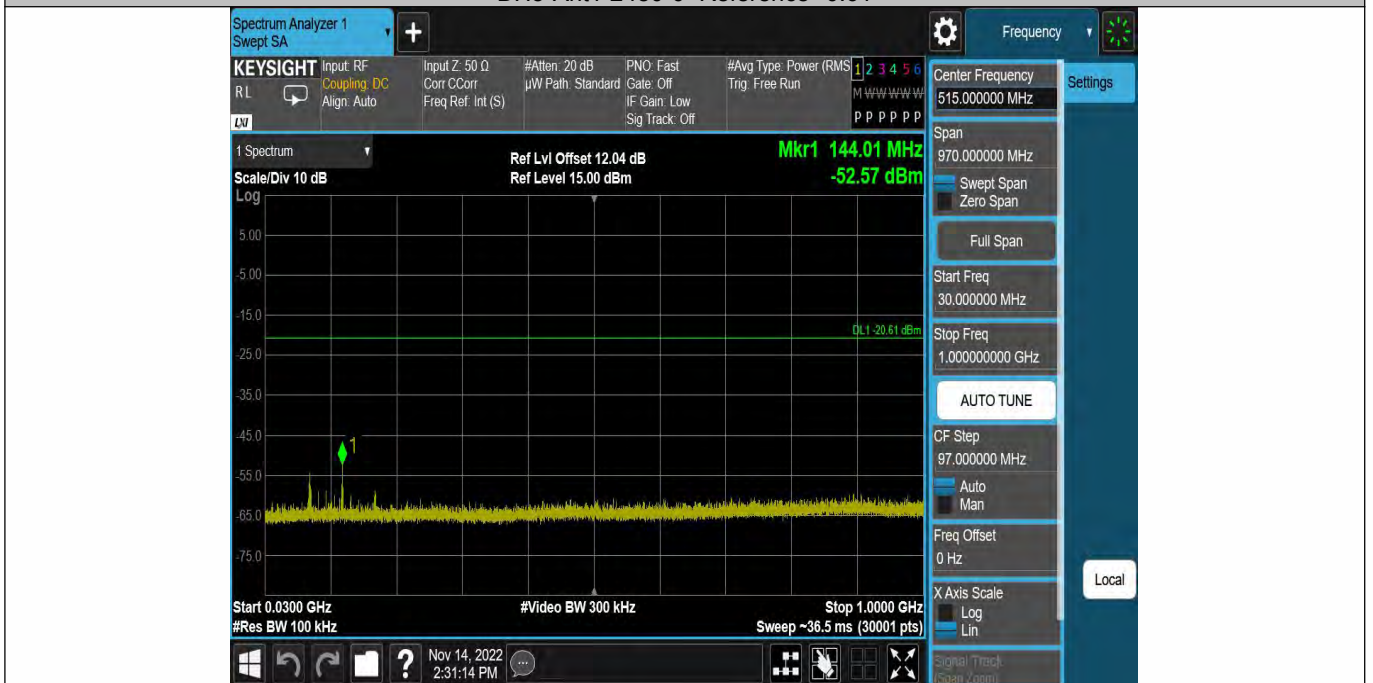 Spectrum Analyzer 1
Swept SA
+
Frequency
KEYSIGHT
RL
LXI
Input: RF
Coupling: DC
Align: Auto
Input Z: 50 Ω
Corr CCorr
Freq Ref: Int (S)
#Atten: 20 dB
µW Path: Standard
PNO: Fast
Gate: Off
IF Gain: Low
Sig Track: Off
#Avg Type: Power (RMS
Trig: Free Run
1 2 3 4 5 6
M W W W W W
P P P P P P
Center Frequency
515.000000 MHz
Settings
1 Spectrum
Scale/Div 10 dB
Log
Ref Lvl Offset 12.04 dB
Ref Level 15.00 dBm
Mkr1 144.01 MHz
-52.57 dBm
5.00
-5.00
-15.0
DL1 -20.61 dBm
-25.0
-35.0
-45.0
1
-55.0
-65.0
-75.0
Start 0.0300 GHz
#Res BW 100 kHz
#Video BW 300 kHz
Stop 1.0000 GHz
Sweep ~36.5 ms (30001 pts)
Span
970.000000 MHz
Swept Span
Zero Span
Full Span
Start Freq
30.000000 MHz
Stop Freq
1.000000000 GHz
AUTO TUNE
CF Step
97.000000 MHz
Auto
Man
Freq Offset
0 Hz
X Axis Scale
Log
Lin
Local
Signal Track
(Span Zoom)
?
Nov 14, 2022
2:31:14 PM